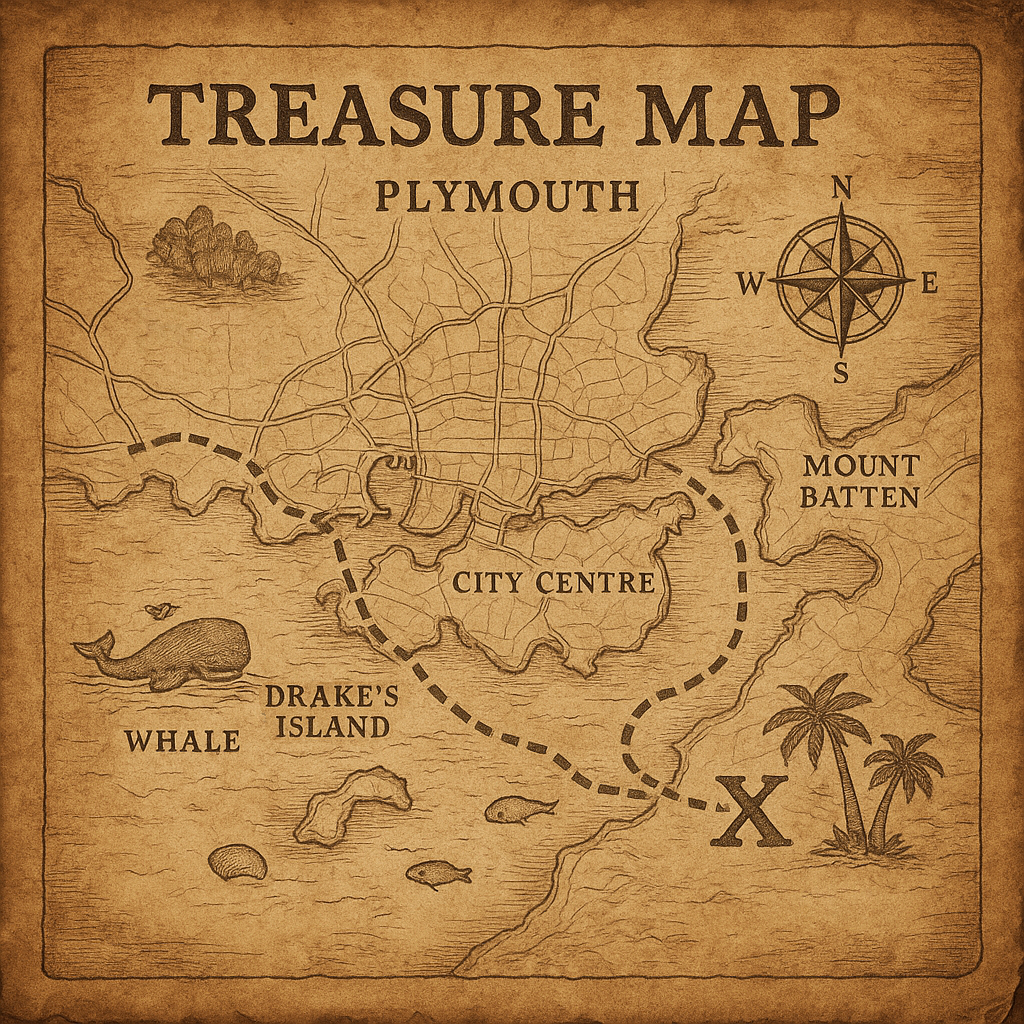 TREASURE MAP
PLYMOUTH
N
W
E
S
MOUNT
BATTEN
CITY CENTRE
DRAKE'S
ISLAND
WHALE
X